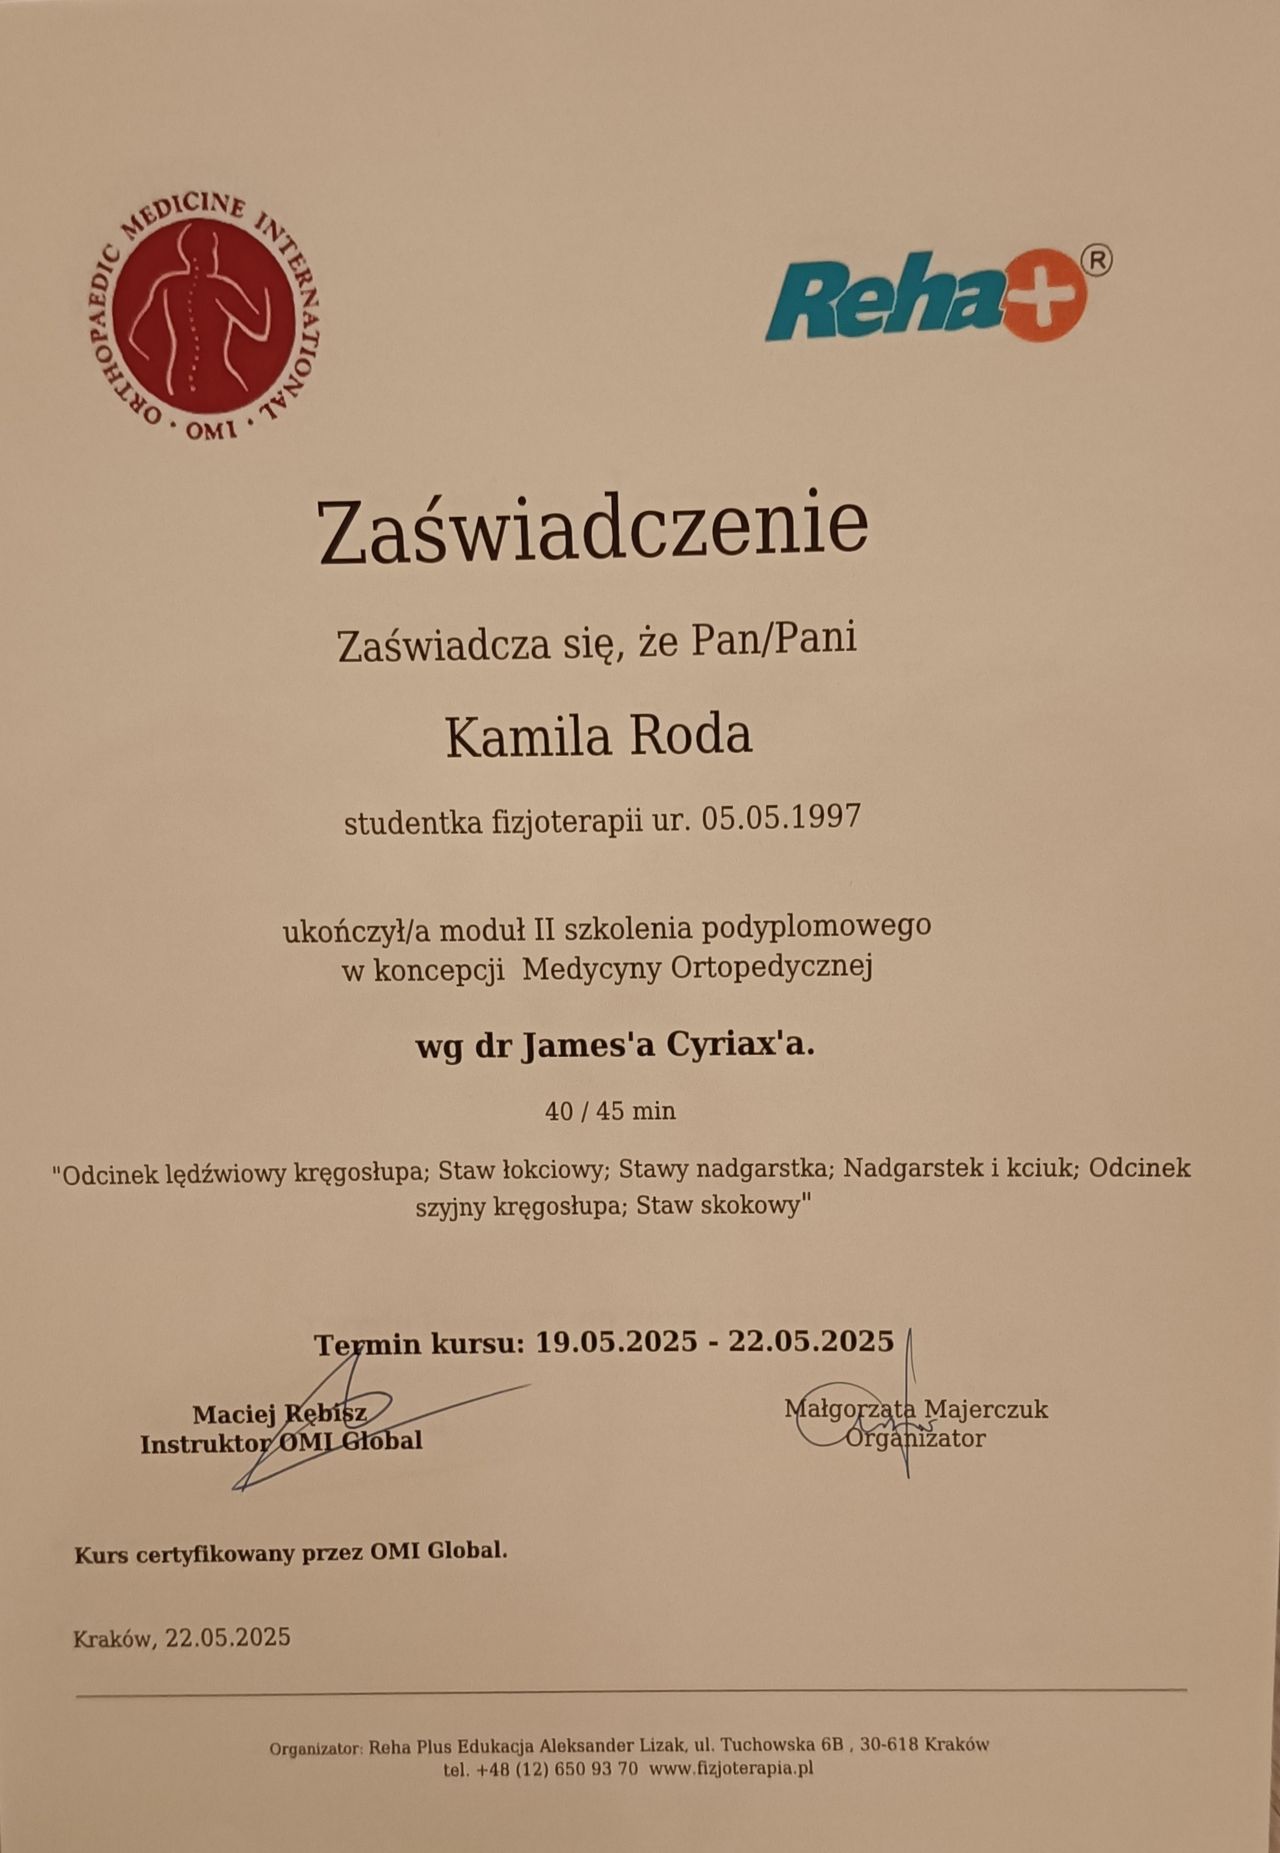 ORTHOPAEDIC MEDICINE INTERNATIONAL · OMI ·
Reha+®
Zaświadczenie
Zaświadcza się, że Pan/Pani
Kamila Roda
studentka fizjoterapii ur. 05.05.1997
ukończył/a moduł II szkolenia podyplomowego
w koncepcji Medycyny Ortopedycznej
wg dr James'a Cyriax'a.
40 / 45 min
"Odcinek lędźwiowy kręgosłupa; Staw łokciowy; Stawy nadgarstka; Nadgarstek i kciuk; Odcinek
szyjny kręgosłupa; Staw skokowy"
Termin kursu: 19.05.2025 - 22.05.2025
Maciej Rębisz
Instruktor OMI Global
Małgorzata Majerczuk
Organizator
Kurs certyfikowany przez OMI Global.
Kraków, 22.05.2025
Organizator: Reha Plus Edukacja Aleksander Lizak, ul. Tuchowska 6B , 30-618 Kraków
tel. +48 (12) 650 93 70 www.fizjoterapia.pl